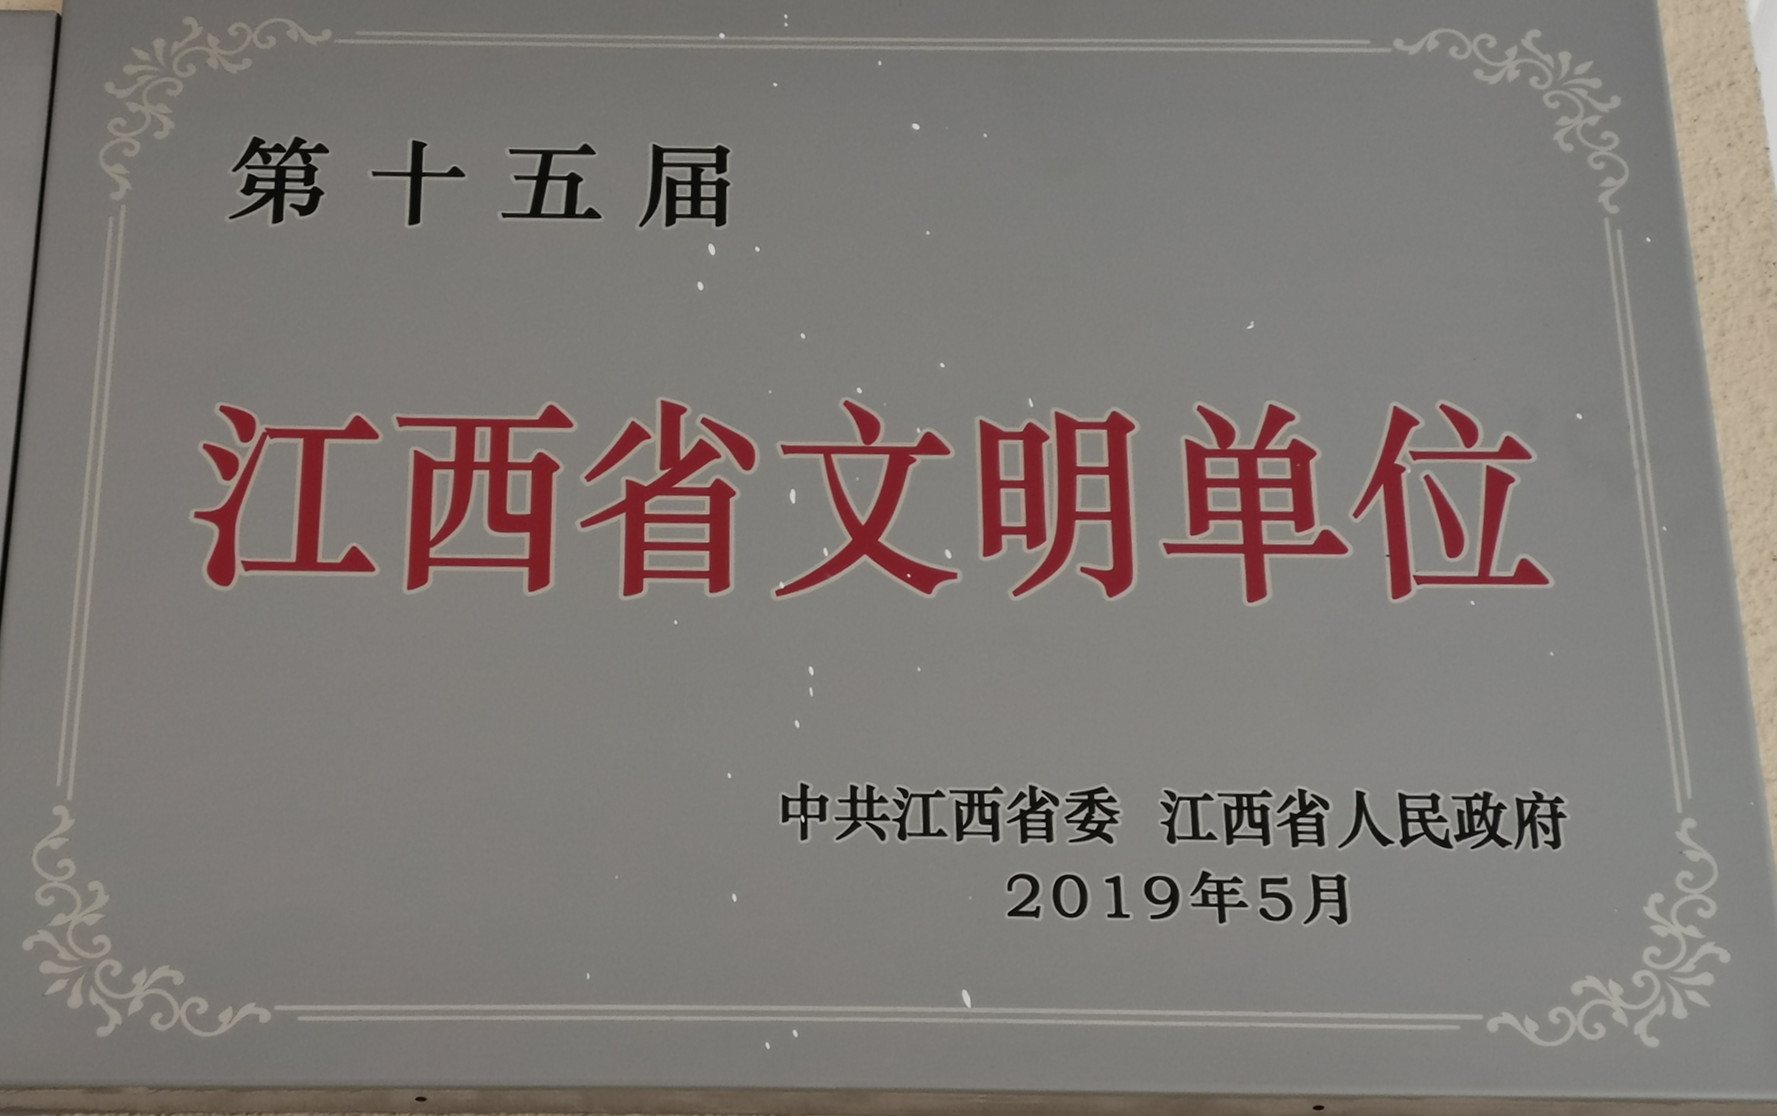 第十五届
江西省文明单位
中共江西省委 江西省人民政府
2019年5月